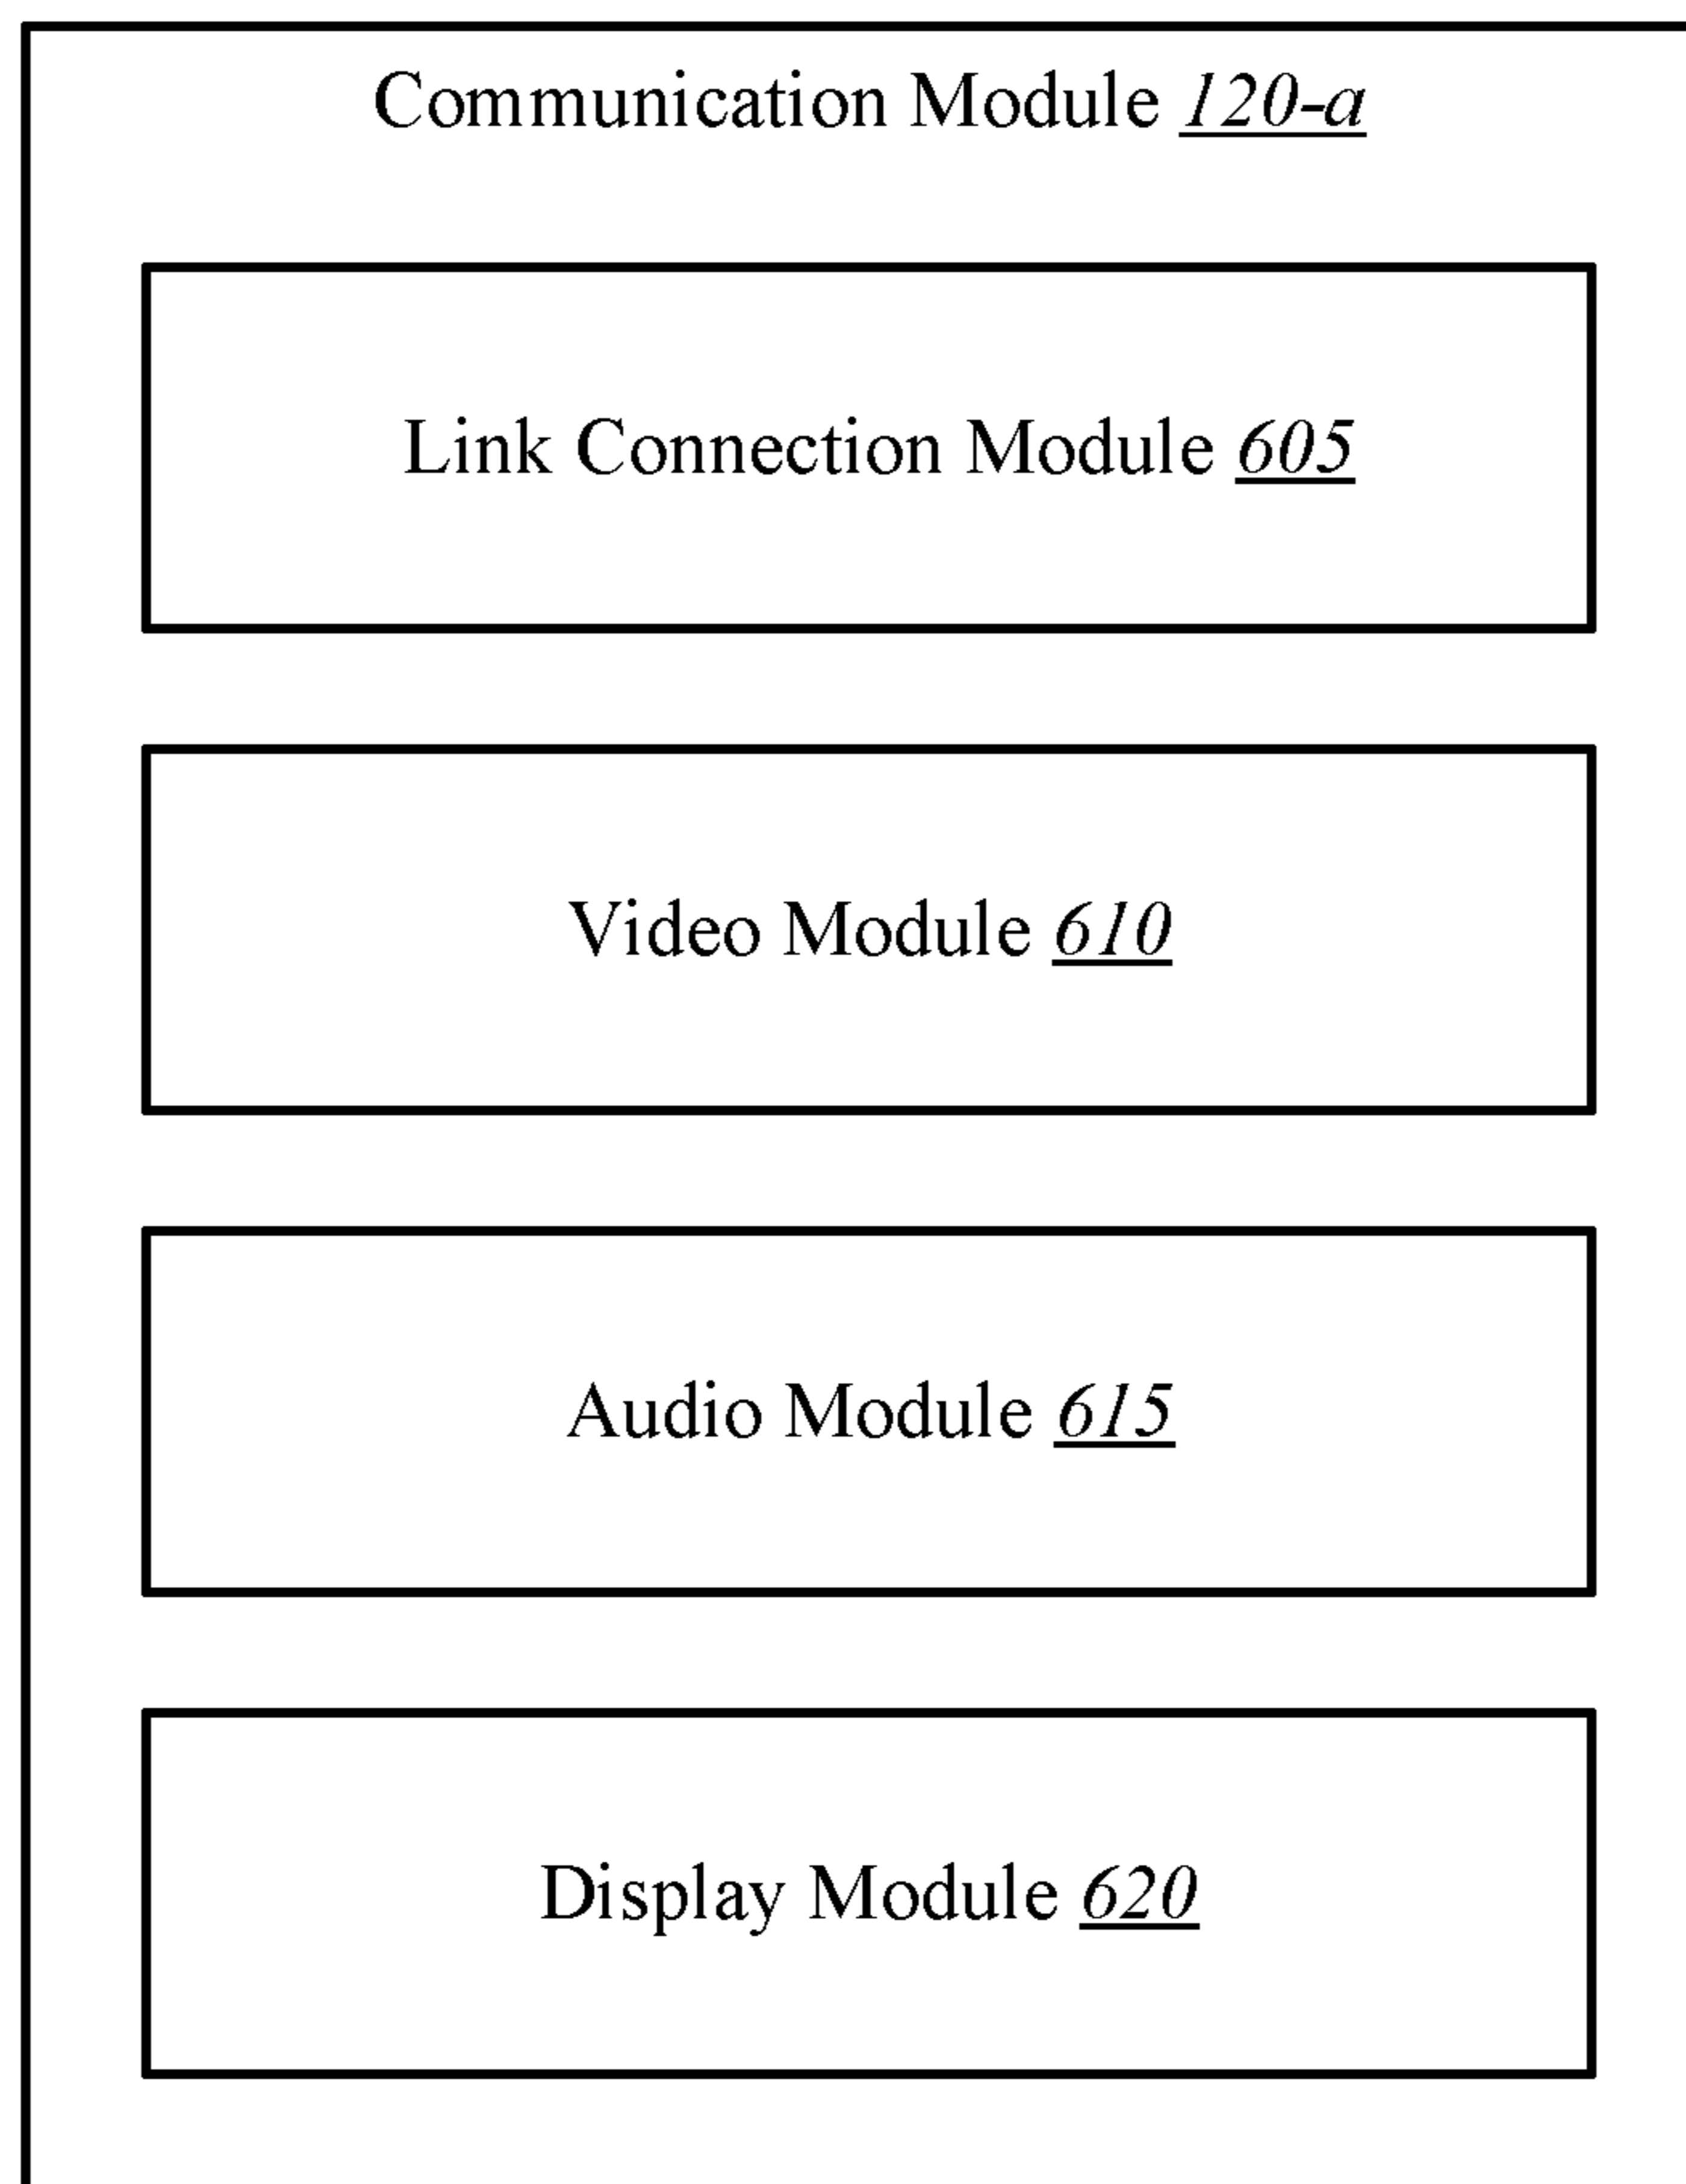 Communication Module 120-a
Link Connection Module 605
Video Module 610
Audio Module 615
Display Module 620